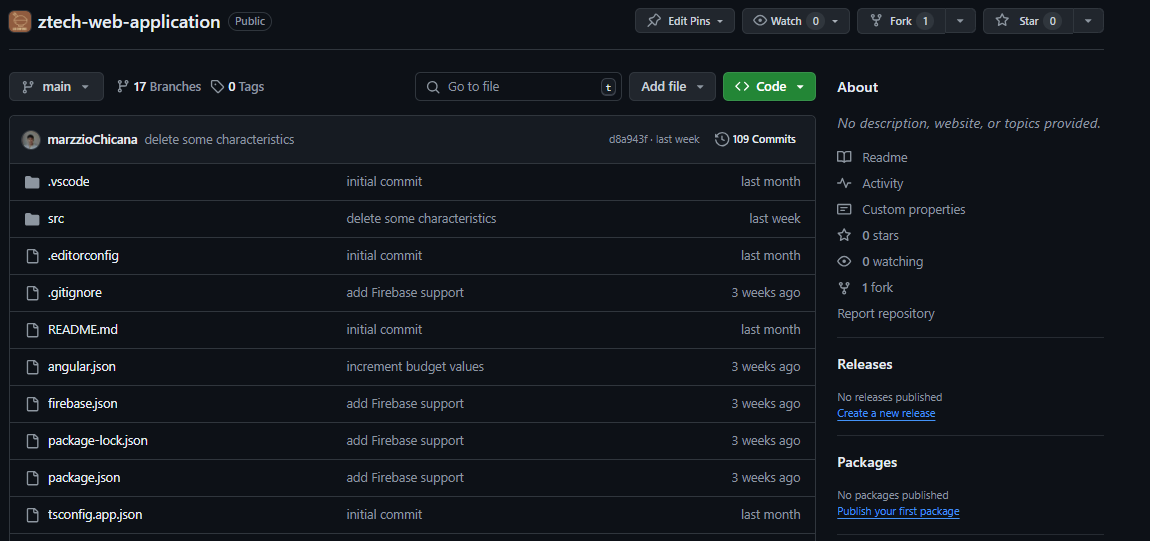 ztech-web-application Public Edit Pins Watch 0 Fork 1 Star 0
main 17 Branches 0 Tags Go to file t Add file Code
About
No description, website, or topics provided.
marzzioChicana delete some characteristics d8a943f · last week 109 Commits
.vscode initial commit last month
src delete some characteristics last week
.editorconfig initial commit last month
.gitignore add Firebase support 3 weeks ago
README.md initial commit last month
angular.json increment budget values 3 weeks ago
firebase.json add Firebase support 3 weeks ago
package-lock.json add Firebase support 3 weeks ago
package.json add Firebase support 3 weeks ago
tsconfig.app.json initial commit last month
Readme
Activity
Custom properties
0 stars
0 watching
1 fork
Report repository
Releases
No releases published
Create a new release
Packages
No packages published
Publish your first package